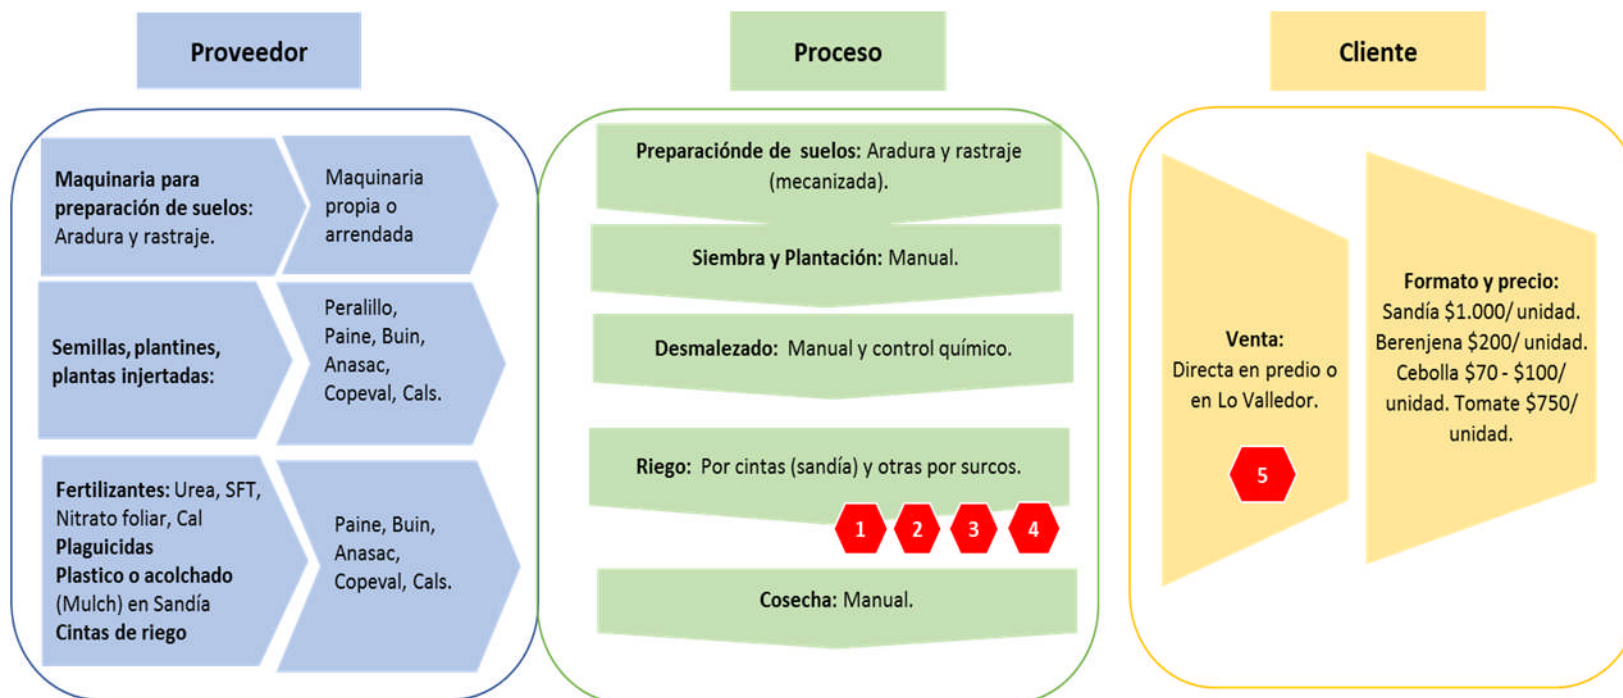 Proveedor
Maquinaria para
preparación de suelos:
Aradura y rastraje.
Maquinaria
propia o
arrendada
Semillas, plantines,
plantas injertadas:
Peralillo,
Paine, Buin,
Anasac,
Copeval, Cals.
Fertilizantes: Urea, SFT,
Nitrato foliar, Cal
Plaguicidas
Plastico o acolchado
(Mulch) en Sandía
Cintas de riego
Paine, Buin,
Anasac,
Copeval, Cals.
Proceso
Preparaciónde de suelos: Aradura y rastraje
(mecanizada).
Siembra y Plantación: Manual.
Desmalezado: Manual y control químico.
Riego: Por cintas (sandía) y otras por surcos.
1 2 3 4
Cosecha: Manual.
Cliente
Venta:
Directa en predio o
en Lo Valledor.
5
Formato y precio:
Sandía $1.000/ unidad.
Berenjena $200/ unidad.
Cebolla $70 - $100/
unidad. Tomate $750/
unidad.